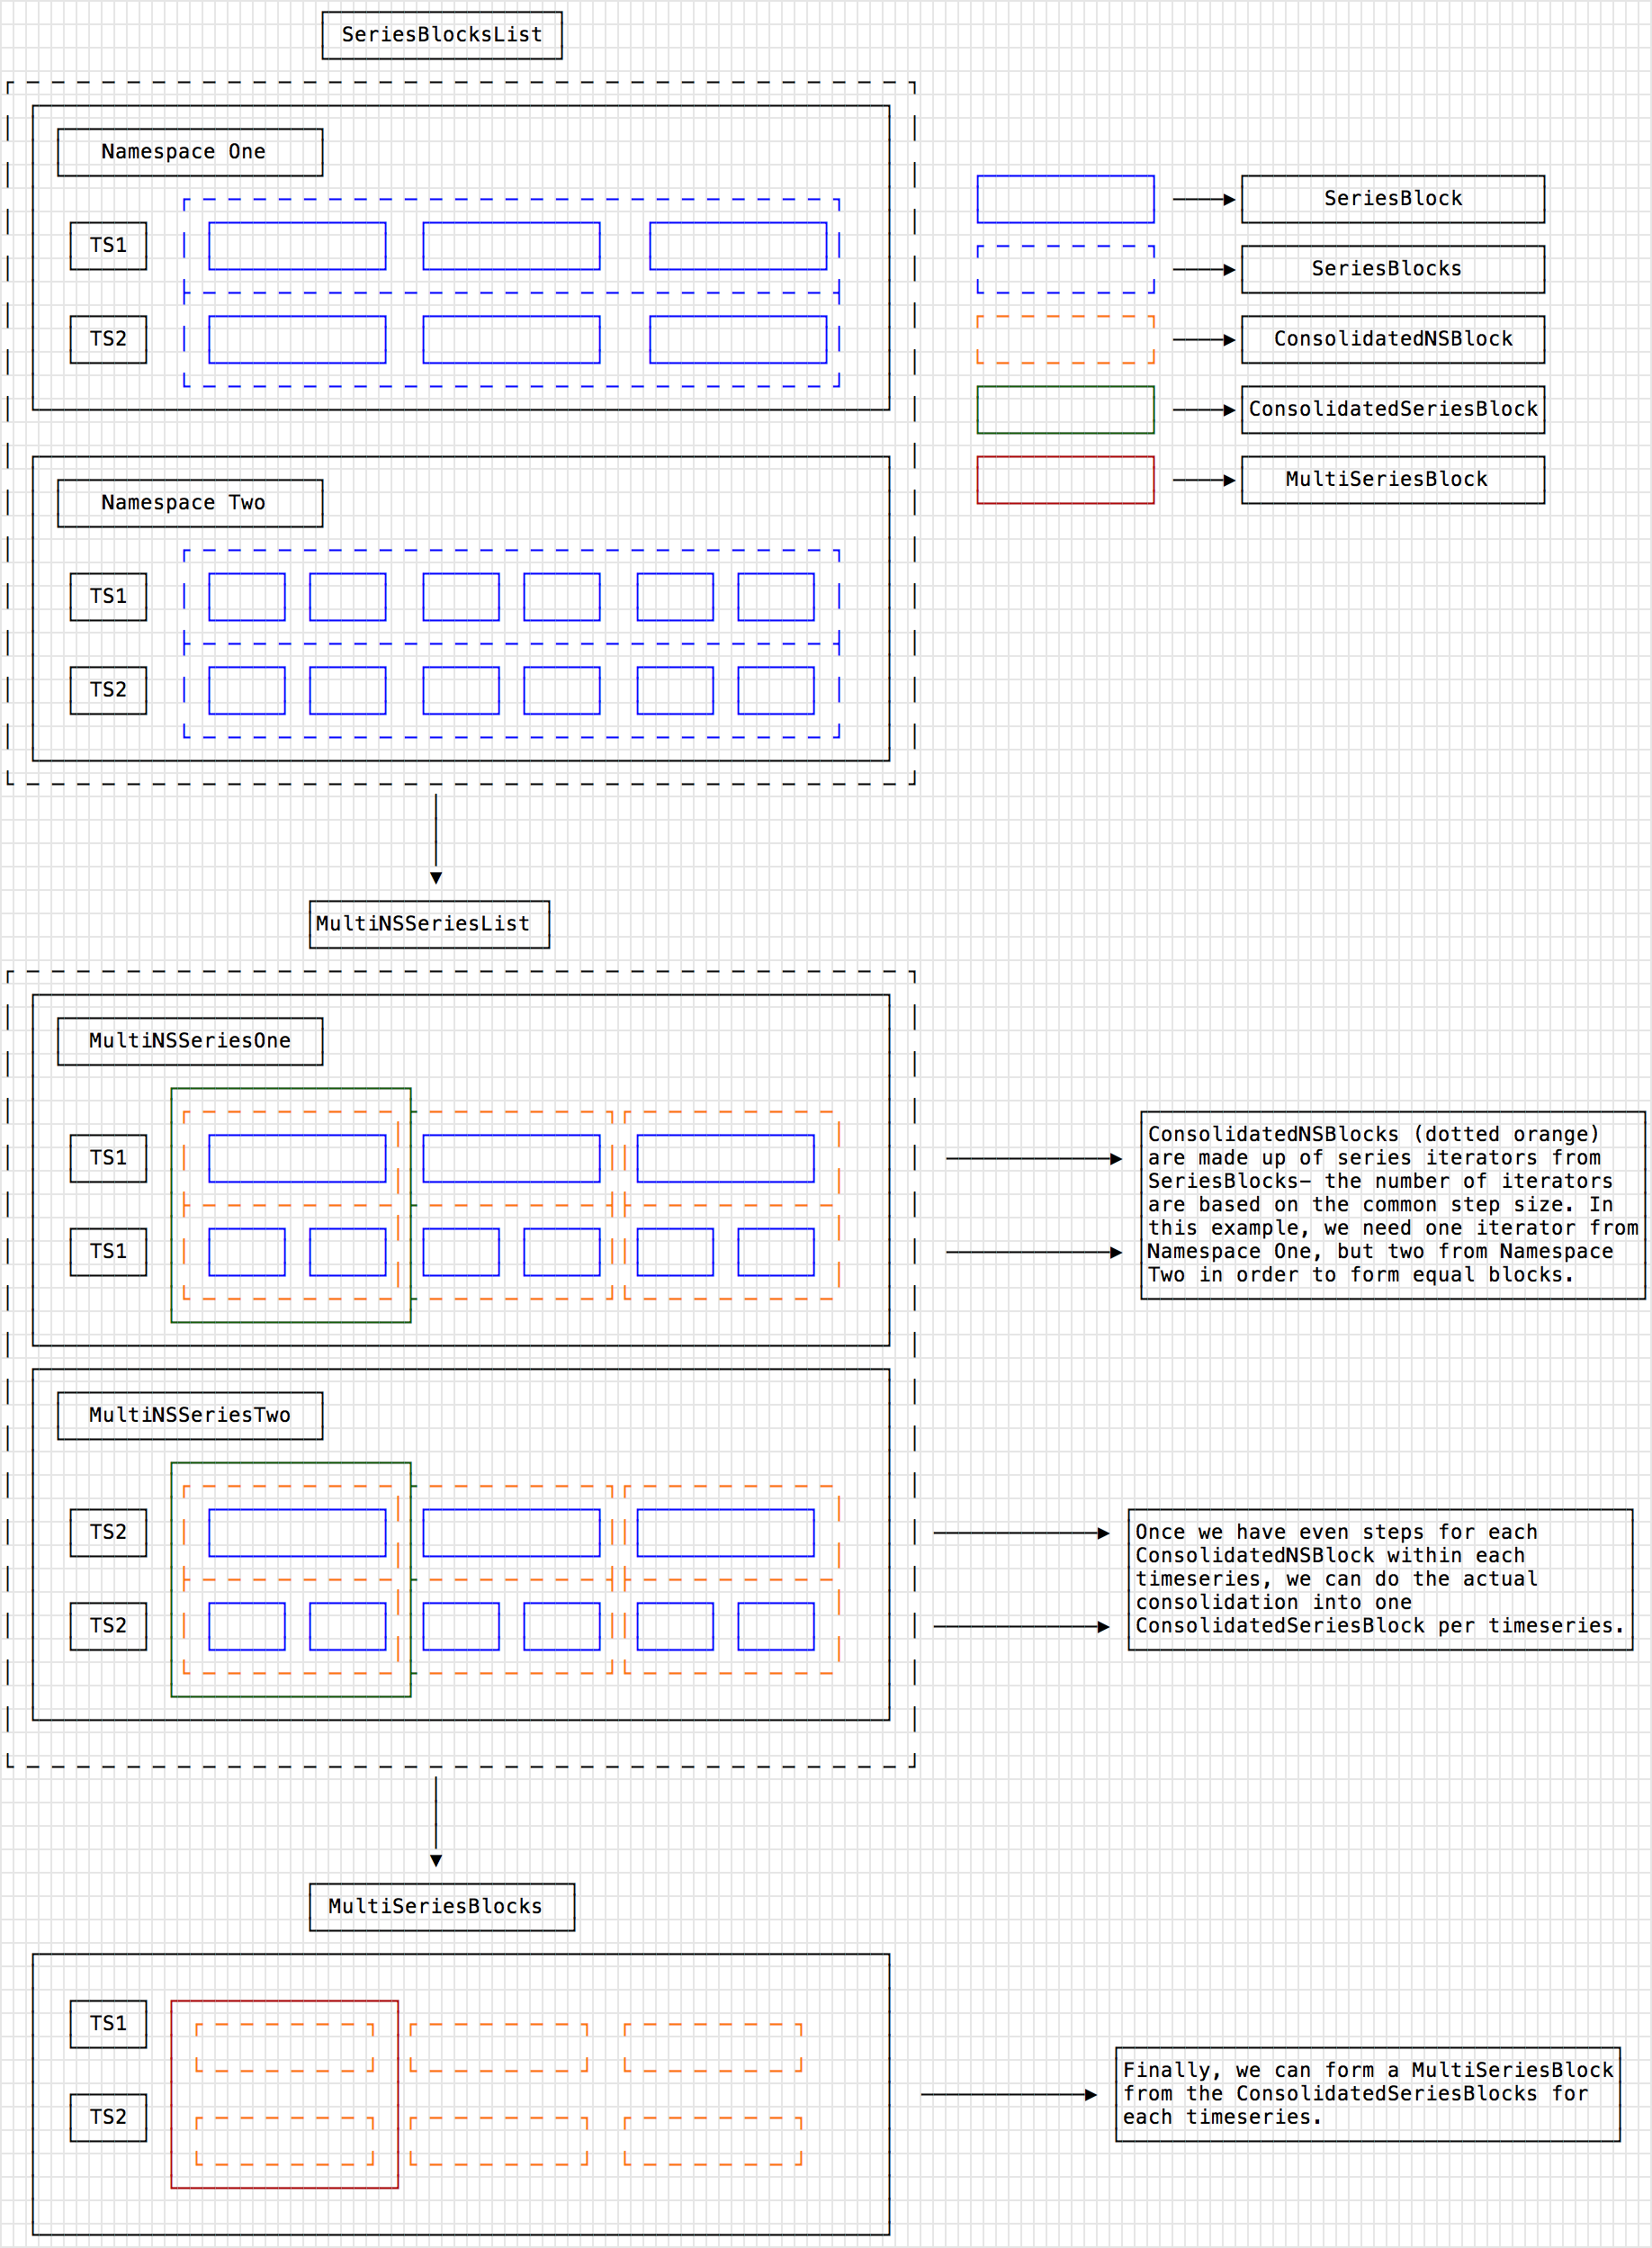 SeriesBlocksList
Namespace One
TS1
TS2
SeriesBlock
SeriesBlocks
ConsolidatedNSBlock
ConsolidatedSeriesBlock
MultiSeriesBlock
Namespace Two
TS1
TS2
MultiNSSeriesList
MultiNSSeriesOne
TS1
TS1
ConsolidatedNSBlocks (dotted orange)
are made up of series iterators from
SeriesBlocks– the number of iterators
are based on the common step size. In
this example, we need one iterator from
Namespace One, but two from Namespace
Two in order to form equal blocks.
MultiNSSeriesTwo
TS2
TS2
Once we have even steps for each
ConsolidatedNSBlock within each
timeseries, we can do the actual
consolidation into one
ConsolidatedSeriesBlock per timeseries.
MultiSeriesBlocks
TS1
TS2
Finally, we can form a MultiSeriesBlock
from the ConsolidatedSeriesBlocks for
each timeseries.